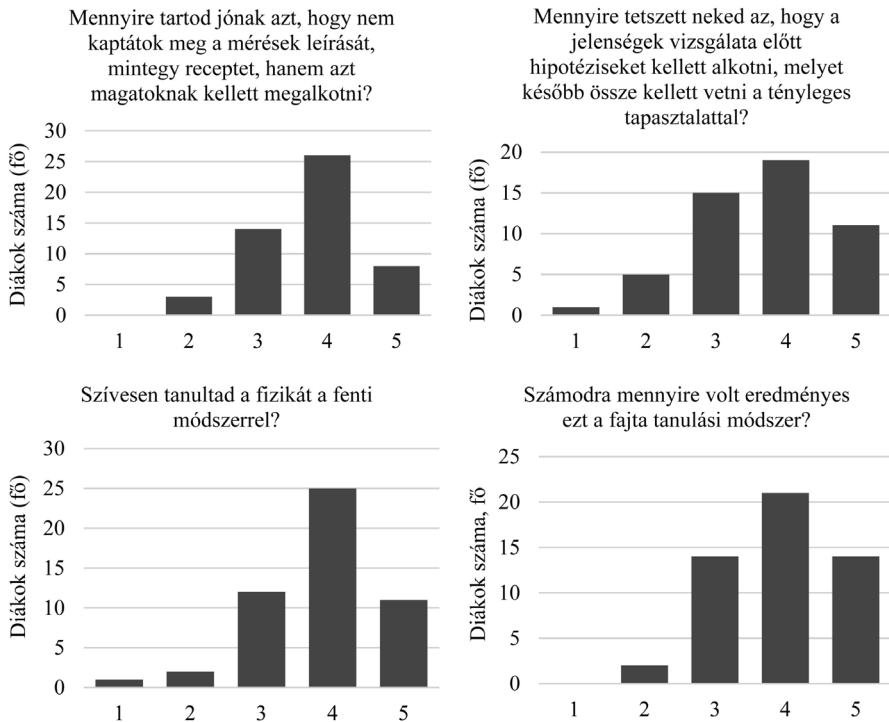 Mennyire tartod jónak azt, hogy nem
kaptátok meg a mérések leírását,
mintegy receptet, hanem azt
magatoknak kellett megalkotni?
Diákok száma (fő)
30
25
20
15
10
5
0
1 2 3 4 5
Mennyire tetszett neked az, hogy a
jelenségek vizsgálata előtt
hipotéziseket kellett alkotni, melyet
később össze kellett vetni a tényleges
tapasztalattal?
Diákok száma (fő)
20
15
10
5
0
1 2 3 4 5
Szívesen tanultad a fizikát a fenti
módszerrel?
Diákok száma (fő)
30
25
20
15
10
5
0
1 2 3 4 5
Számodra mennyire volt eredményes
ezt a fajta tanulási módszer?
Diákok száma, fő
25
20
15
10
5
0
1 2 3 4 5